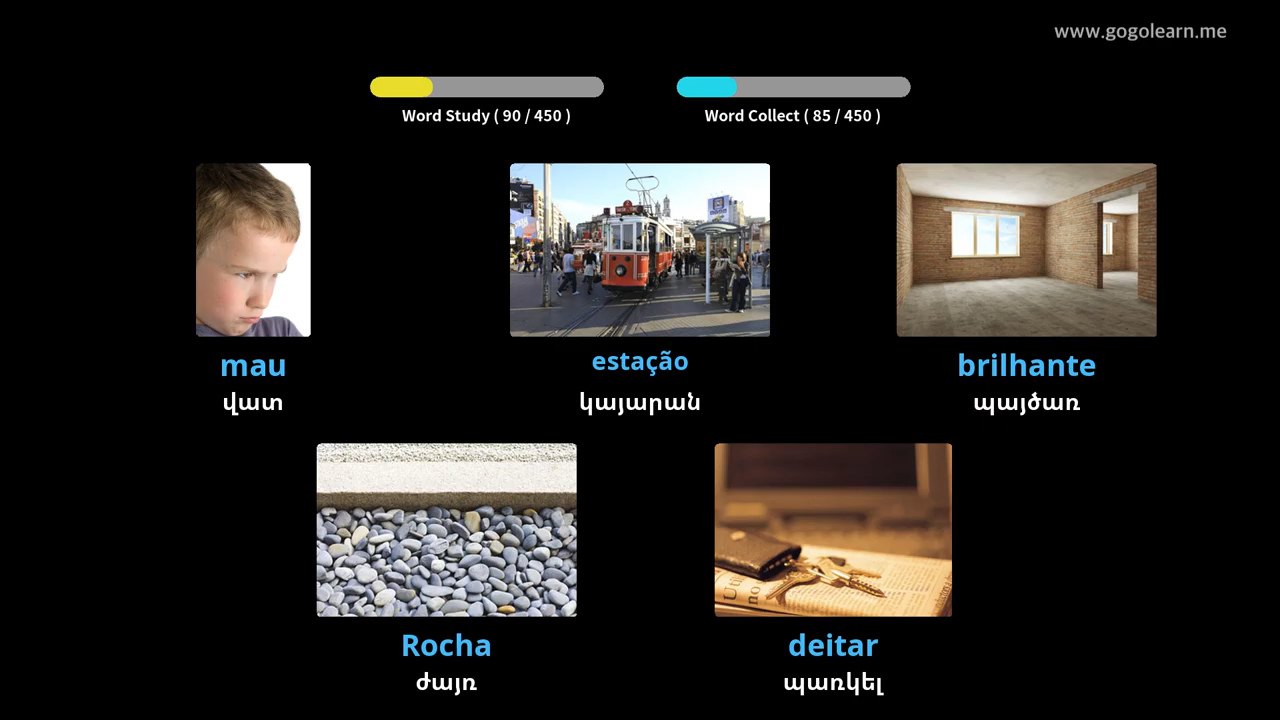 www.gogolearn.me
Word Study ( 90 / 450 )
Word Collect ( 85 / 450 )
mau
վատ
estação
կայարան
brilhante
պայծառ
Rocha
ժայռ
deitar
պառկել